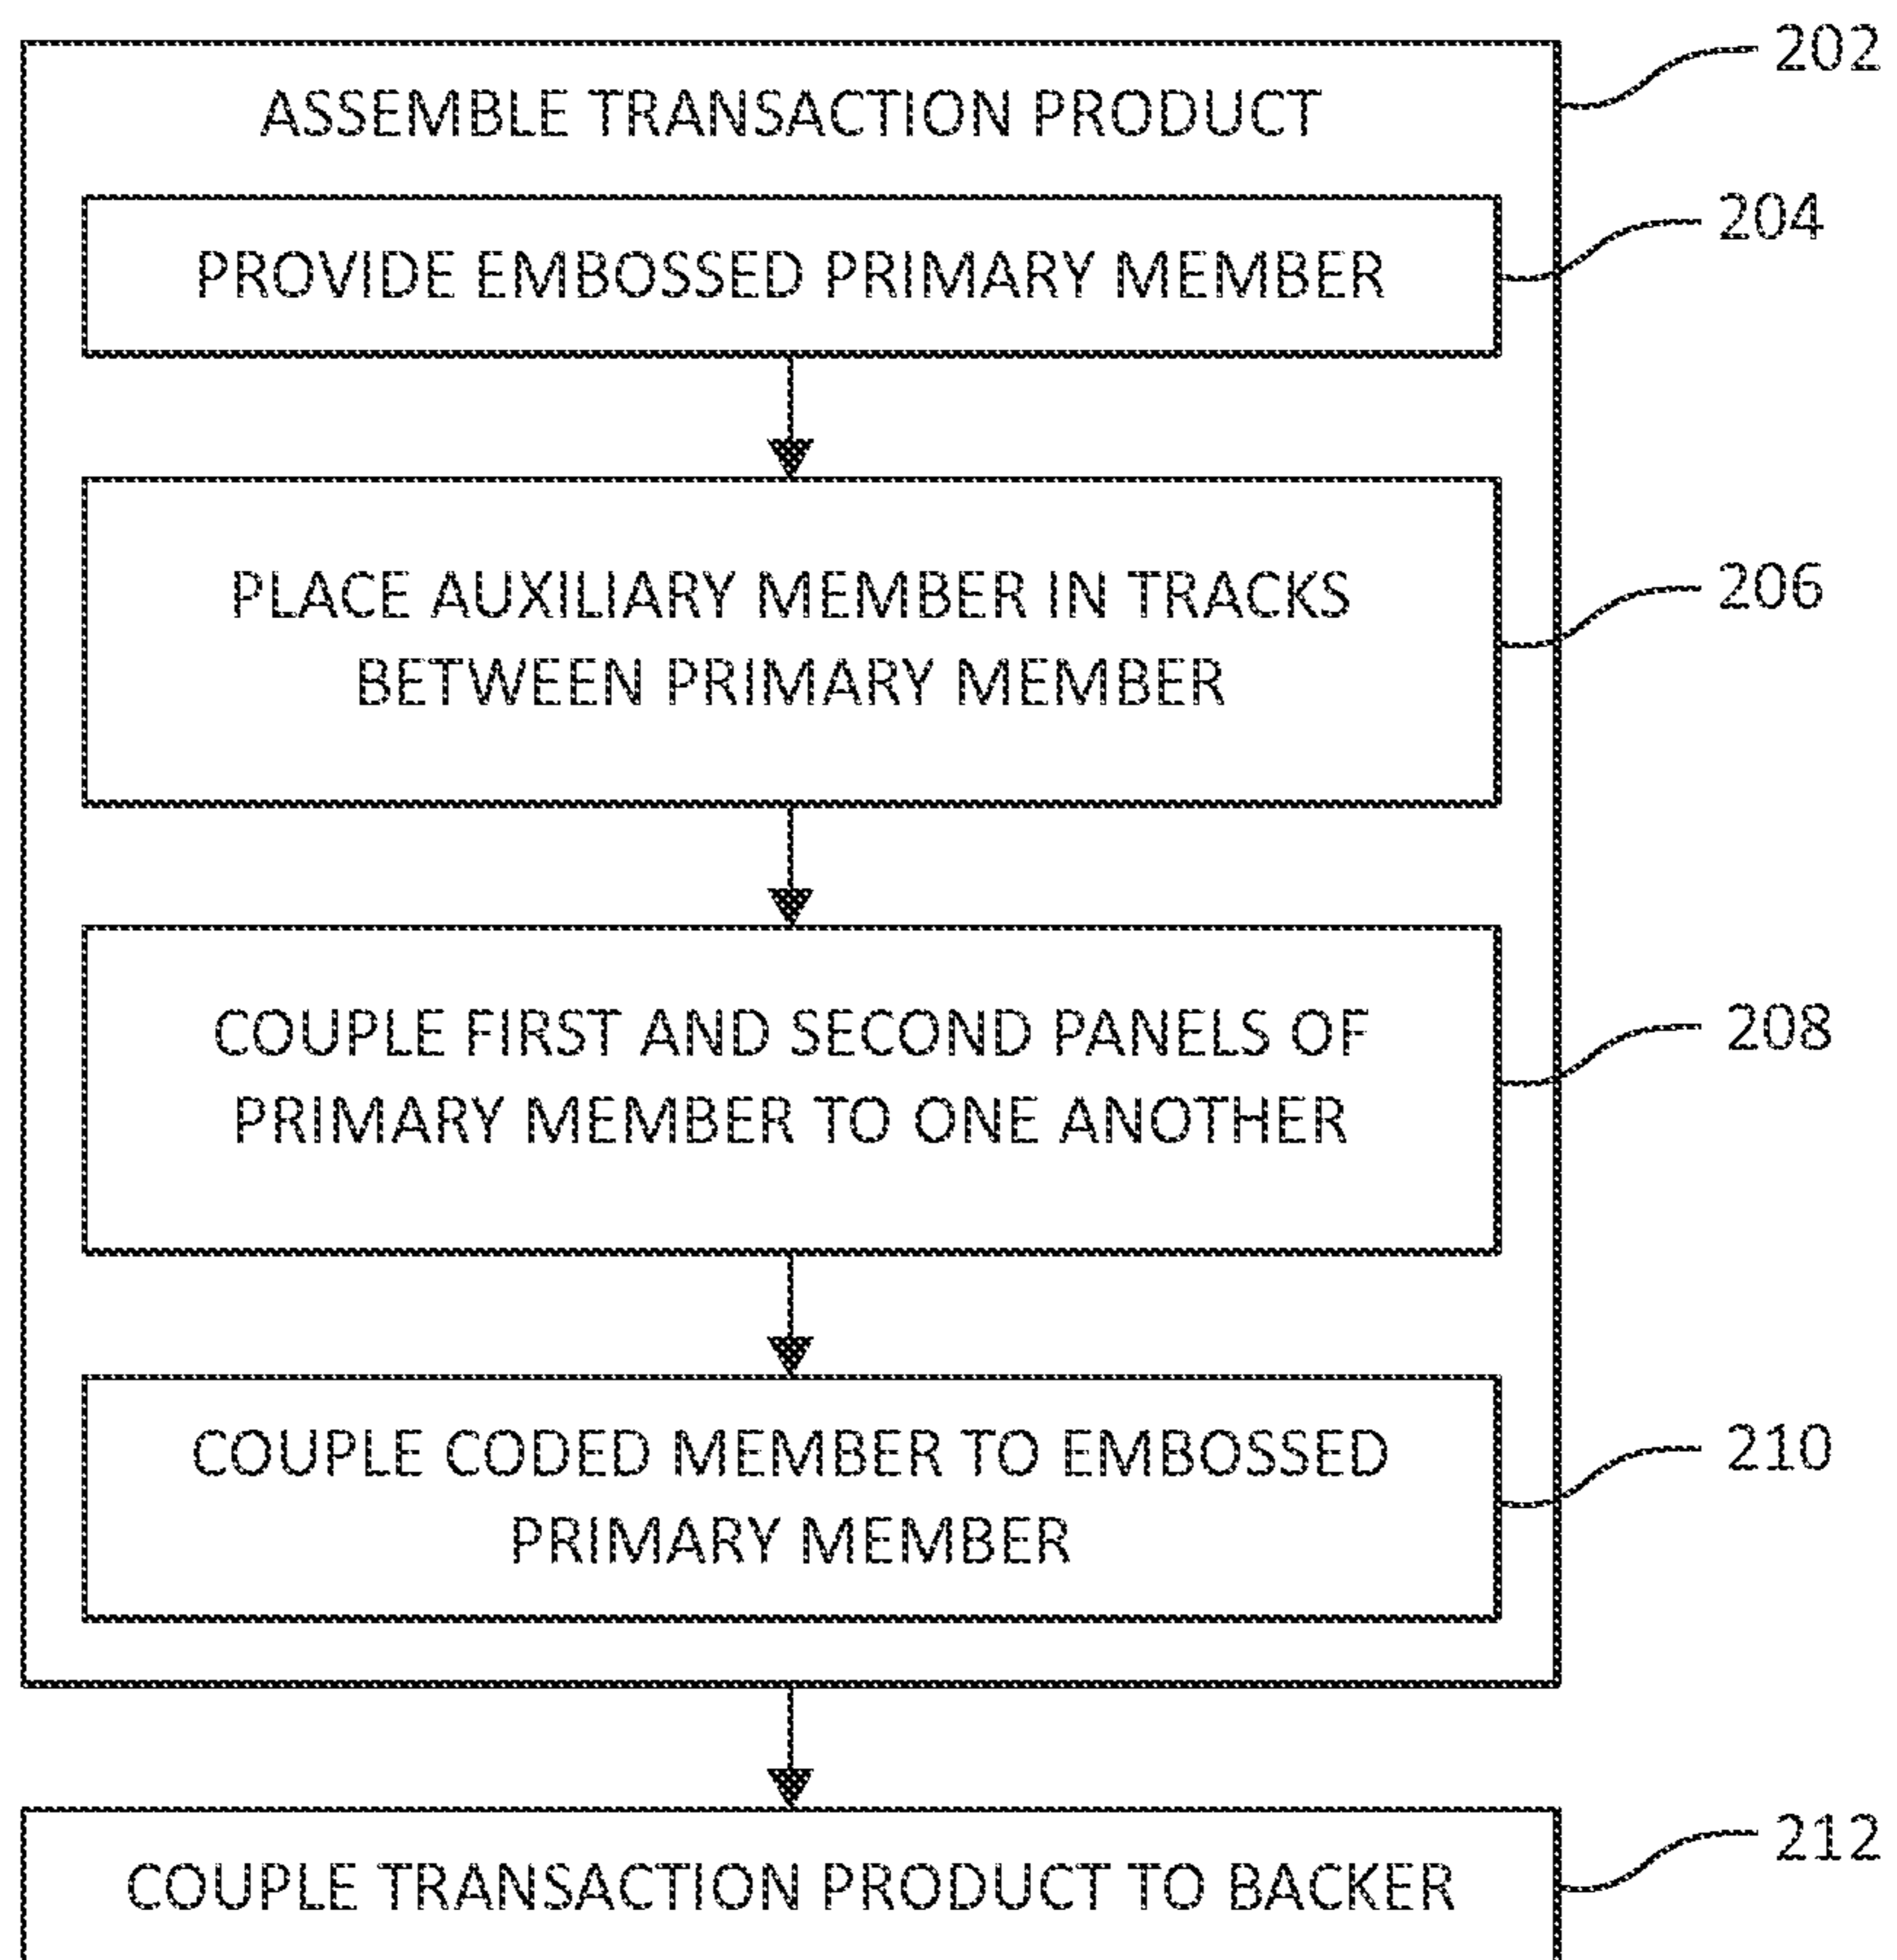 202
ASSEMBLE TRANSACTION PRODUCT
204
PROVIDE EMBOSSED PRIMARY MEMBER
206
PLACE AUXILIARY MEMBER IN TRACKS
BETWEEN PRIMARY MEMBER
208
COUPLE FIRST AND SECOND PANELS OF
PRIMARY MEMBER TO ONE ANOTHER
210
COUPLE CODED MEMBER TO EMBOSSED
PRIMARY MEMBER
212
COUPLE TRANSACTION PRODUCT TO BACKER